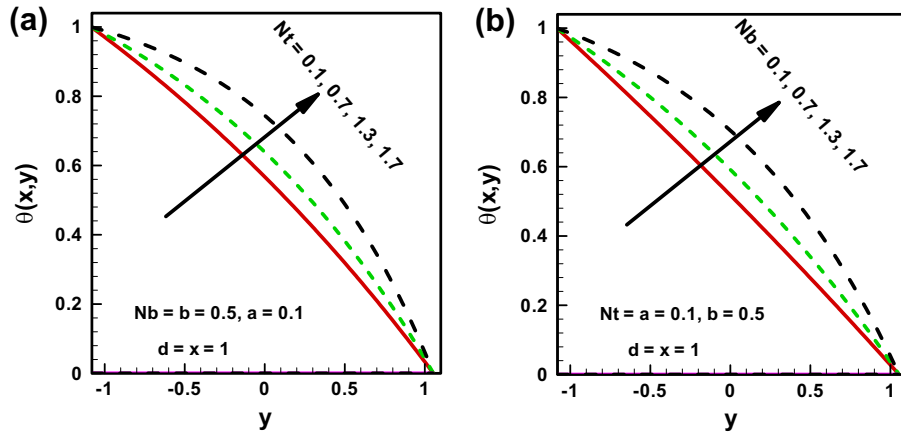 (a)
1
0.8
0.6
0.4
0.2
0
θ(x,y)
Nt = 0.1, 0.7, 1.3, 1.7
Nb = b = 0.5, a = 0.1
d = x = 1
-1
-0.5
0
0.5
1
y
(b)
1
0.8
0.6
0.4
0.2
0
θ(x,y)
Nb = 0.1, 0.7, 1.3, 1.7
Nt = a = 0.1, b = 0.5
d = x = 1
-1
-0.5
0
0.5
1
y